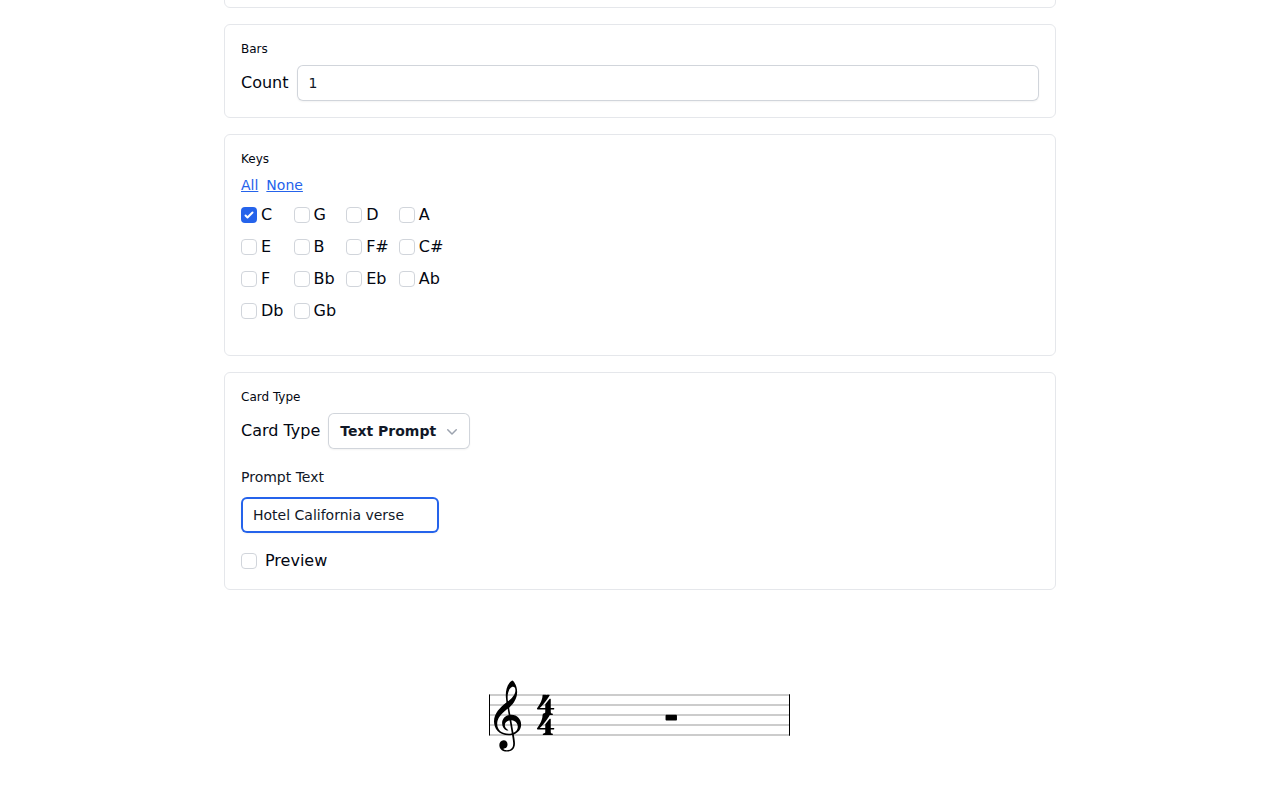 Bars
Count 1
Keys
All None
C G D A
E B F# C#
F Bb Eb Ab
Db Gb
Card Type
Card Type Text Prompt
Prompt Text
Hotel California verse
Preview
4
4